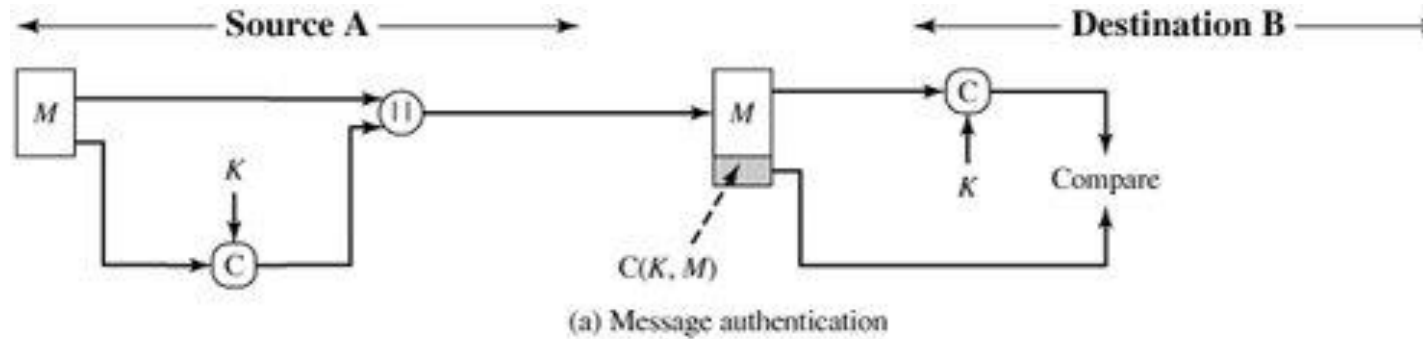 Source A
Destination B
M
||
M
C
K
K
Compare
C
C(K, M)
(a) Message authentication